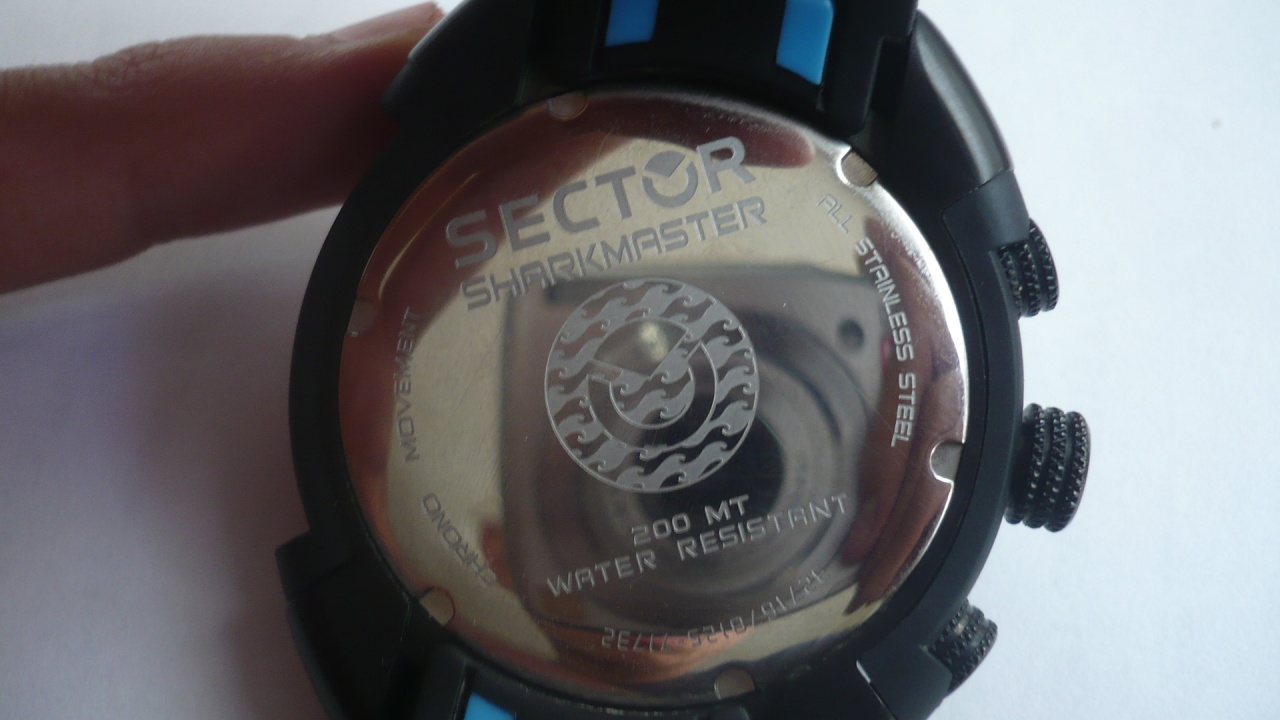 SECTOR
SHARKMASTER
ALL STAINLESS STEEL
200 MT
WATER RESISTANT
CHRONO MOVEMENT